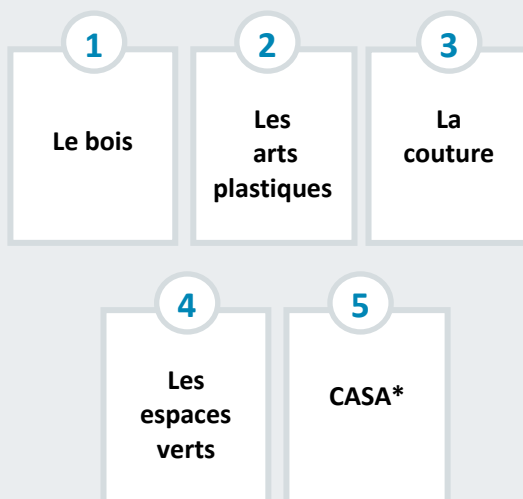 1
Le bois
2
Les
arts
plastiques
3
La
couture
4
Les
espaces
verts
5
CASA*